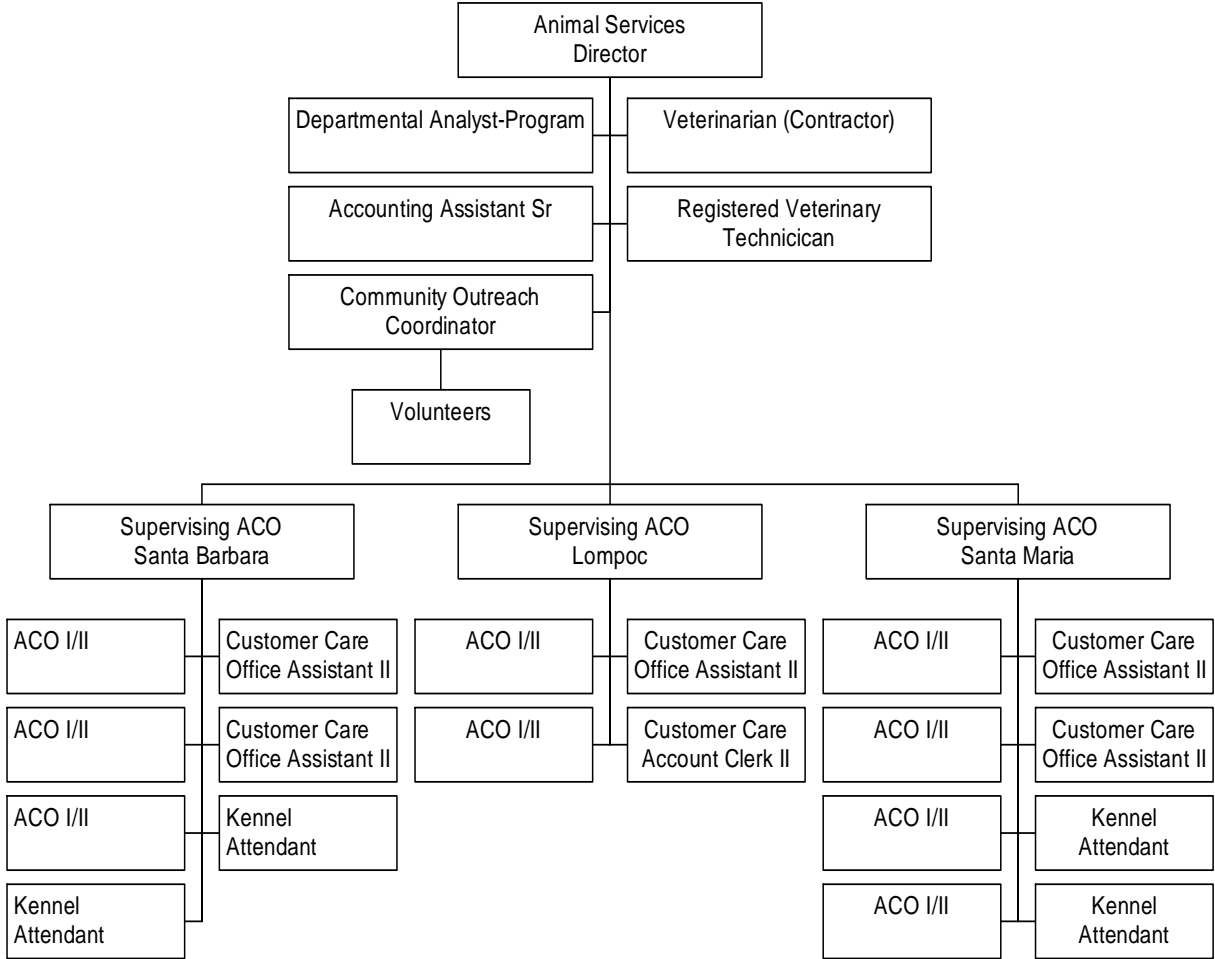 Animal Services
Director
Departmental Analyst-Program
Veterinarian (Contractor)
Accounting Assistant Sr
Registered Veterinary
Technicican
Community Outreach
Coordinator
Volunteers
Supervising ACO
Santa Barbara
Supervising ACO
Lompoc
Supervising ACO
Santa Maria
ACO I/II
Customer Care
Office Assistant II
ACO I/II
Customer Care
Office Assistant II
ACO I/II
Kennel
Attendant
Kennel
Attendant
ACO I/II
Customer Care
Office Assistant II
ACO I/II
Customer Care
Account Clerk II
ACO I/II
Customer Care
Office Assistant II
ACO I/II
Customer Care
Office Assistant II
ACO I/II
Kennel
Attendant
ACO I/II
Kennel
Attendant